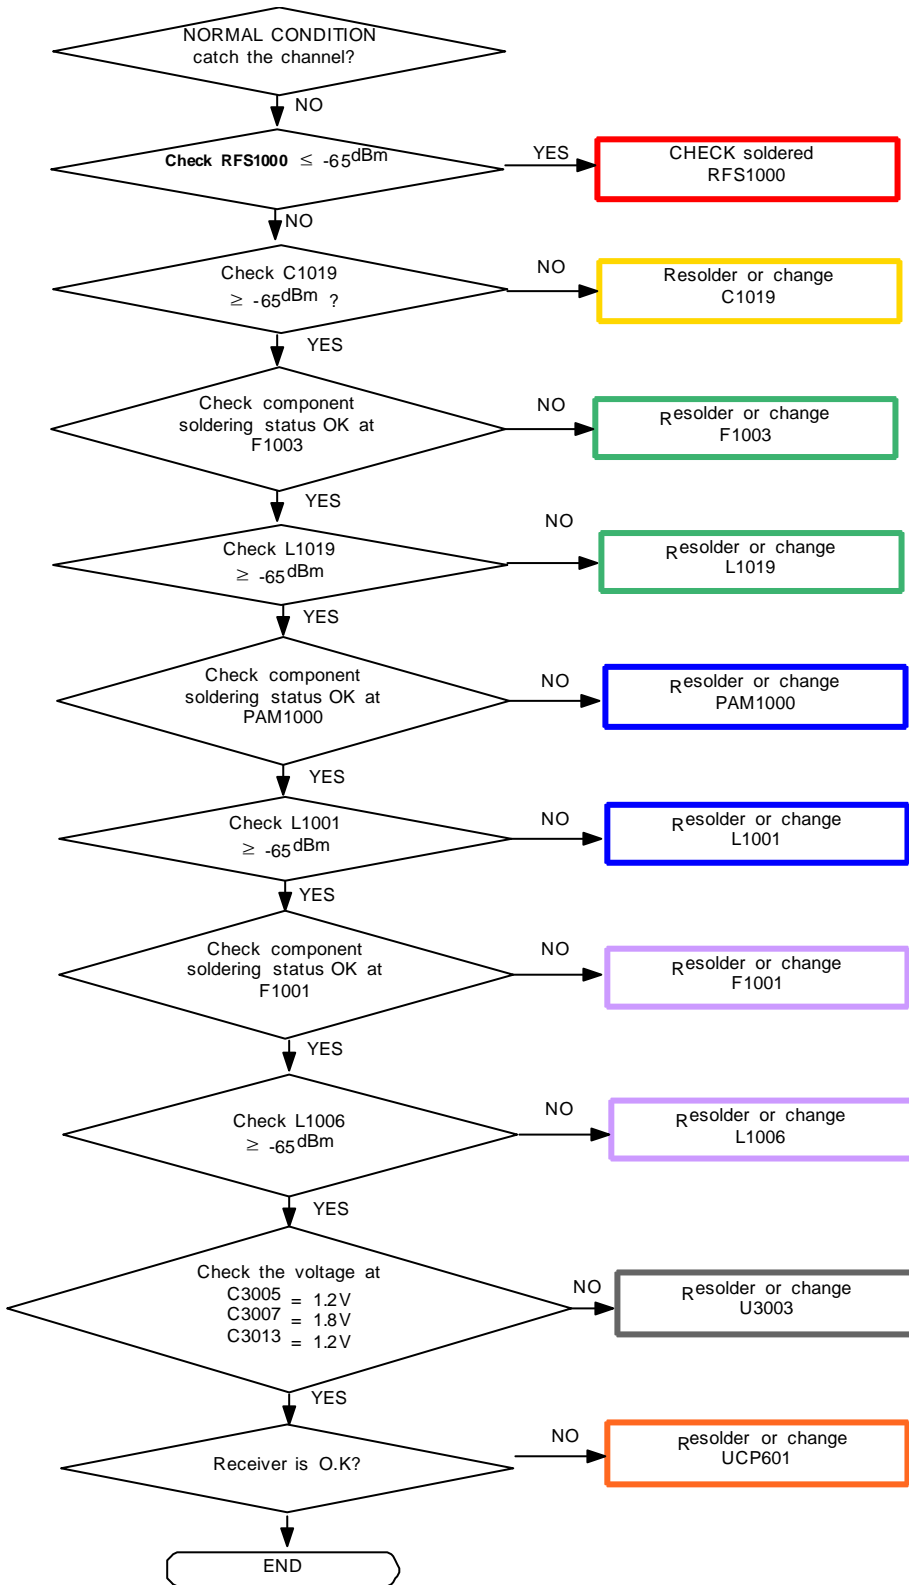 NORMAL CONDITION
catch the channel?
NO
Check RFS1000 ≤ -65dBm
YES
CHECK soldered
RFS1000
NO
Check C1019
≥ -65dBm ?
NO
Resolder or change
C1019
YES
Check component
soldering status OK at
F1003
NO
Resolder or change
F1003
YES
Check L1019
≥ -65dBm
NO
Resolder or change
L1019
YES
Check component
soldering status OK at
PAM1000
NO
Resolder or change
PAM1000
YES
Check L1001
≥ -65dBm
NO
Resolder or change
L1001
YES
Check component
soldering status OK at
F1001
NO
Resolder or change
F1001
YES
Check L1006
≥ -65dBm
NO
Resolder or change
L1006
YES
Check the voltage at
C3005 = 1.2V
C3007 = 1.8V
C3013 = 1.2V
NO
Resolder or change
U3003
YES
Receiver is O.K?
NO
Resolder or change
UCP601
END